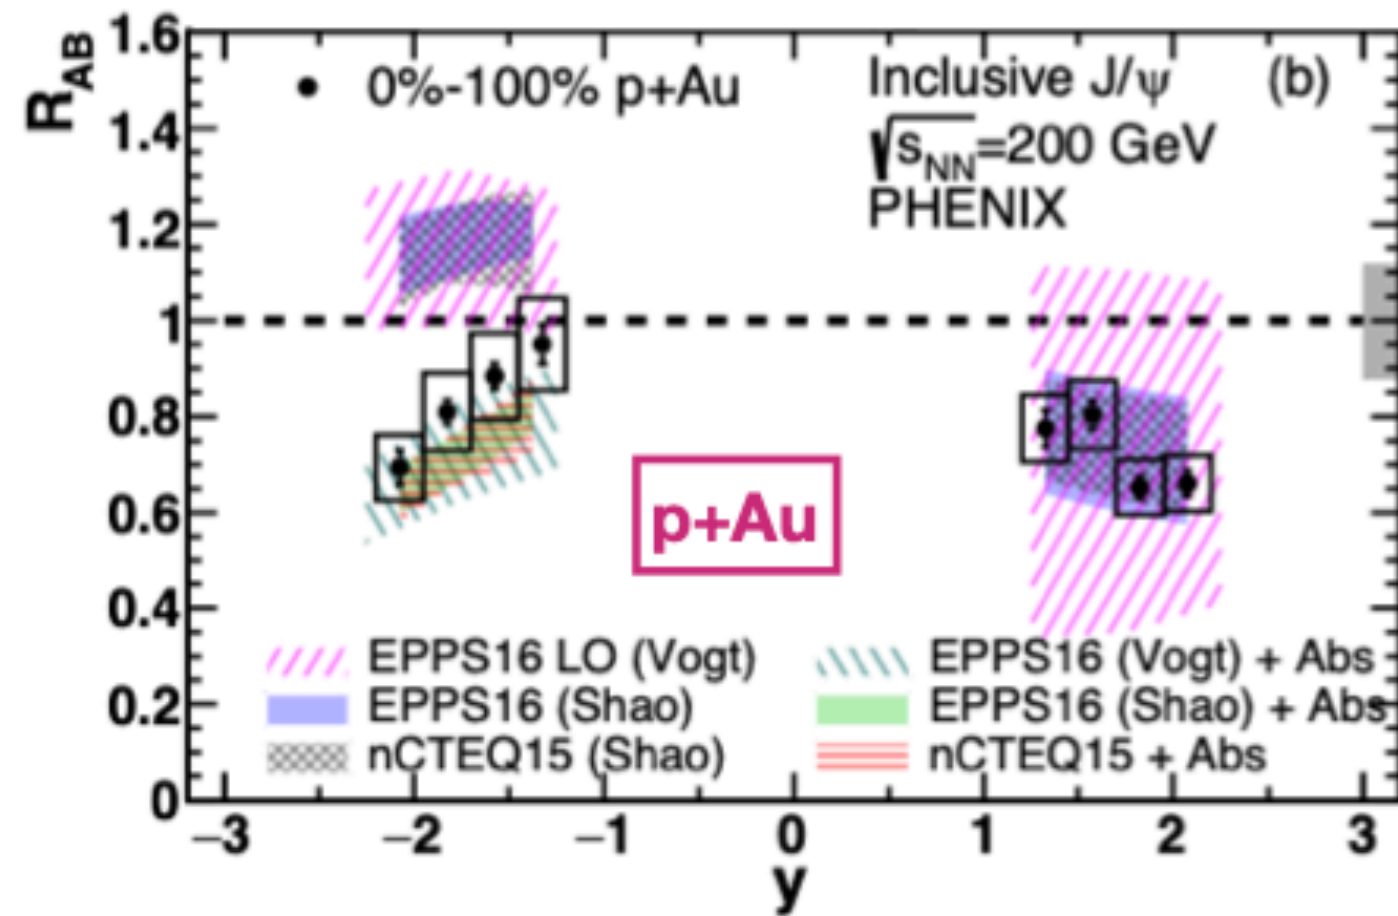 R_AB
1.6
1.4
1.2
1
0.8
0.6
0.4
0.2
0
0%-100% p+Au
Inclusive J/ψ (b)
√s_NN=200 GeV
PHENIX
p+Au
EPPS16 LO (Vogt)
EPPS16 (Shao)
nCTEQ15 (Shao)
EPPS16 (Vogt) + Abs
EPPS16 (Shao) + Abs
nCTEQ15 + Abs
−3 −2 −1 0 1 2 3
y